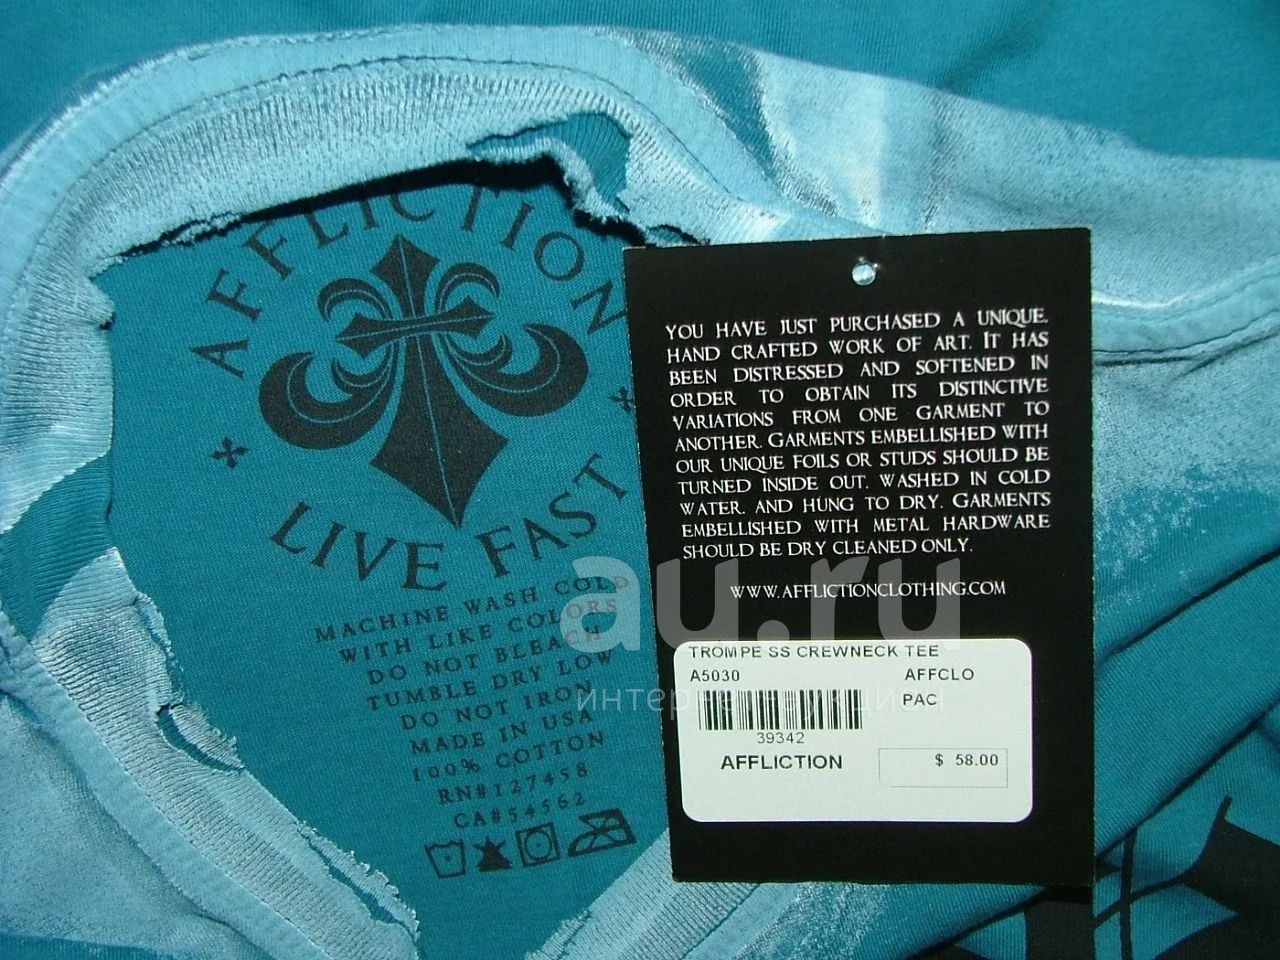 AFFLICTION
LIVE FAST
MACHINE WASH COLD
WITH LIKE COLORS
DO NOT BLEACH
TUMBLE DRY LOW
DO NOT IRON
MADE IN USA
100% COTTON
RN#127458
CA#54562
YOU HAVE JUST PURCHASED A UNIQUE,
HAND CRAFTED WORK OF ART. IT HAS
BEEN DISTRESSED AND SOFTENED IN
ORDER TO OBTAIN ITS DISTINCTIVE
VARIATIONS FROM ONE GARMENT TO
ANOTHER. GARMENTS EMBELLISHED WITH
OUR UNIQUE FOILS OR STUDS SHOULD BE
TURNED INSIDE OUT, WASHED IN COLD
WATER, AND HUNG TO DRY. GARMENTS
EMBELLISHED WITH METAL HARDWARE
SHOULD BE DRY CLEANED ONLY.
WWW.AFFLICTIONCLOTHING.COM
TROMPE SS CREWNECK TEE
A5030 AFFCLO
PAC
39342
AFFLICTION $ 58.00
au.ru
интернет-аукцион